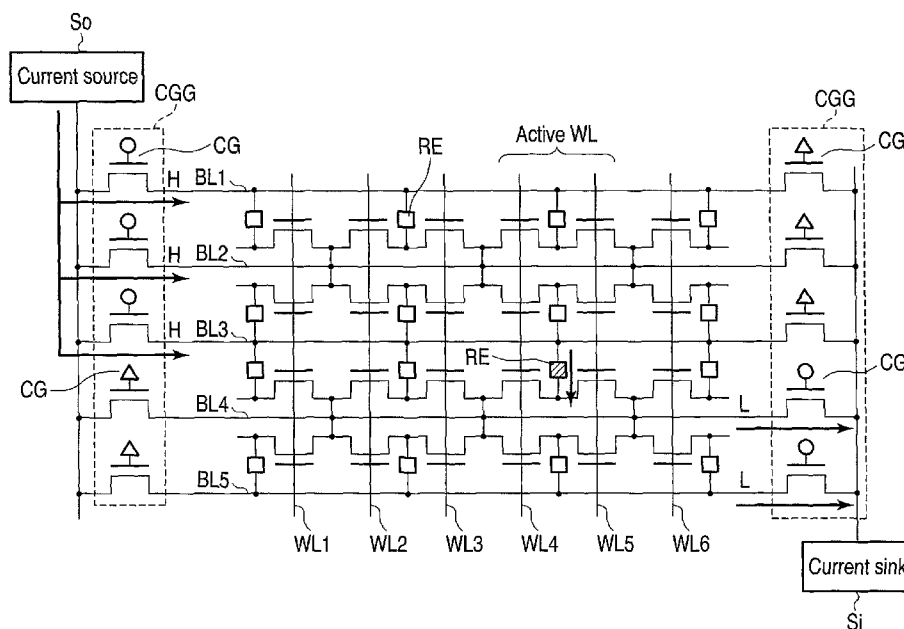 So
Current source
CGG
CG
H
BL1
RE
Active WL
CGG
CG
H
BL2
H
BL3
CG
RE
CG
BL4
L
BL5
L
WL1
WL2
WL3
WL4
WL5
WL6
Current sink
Si